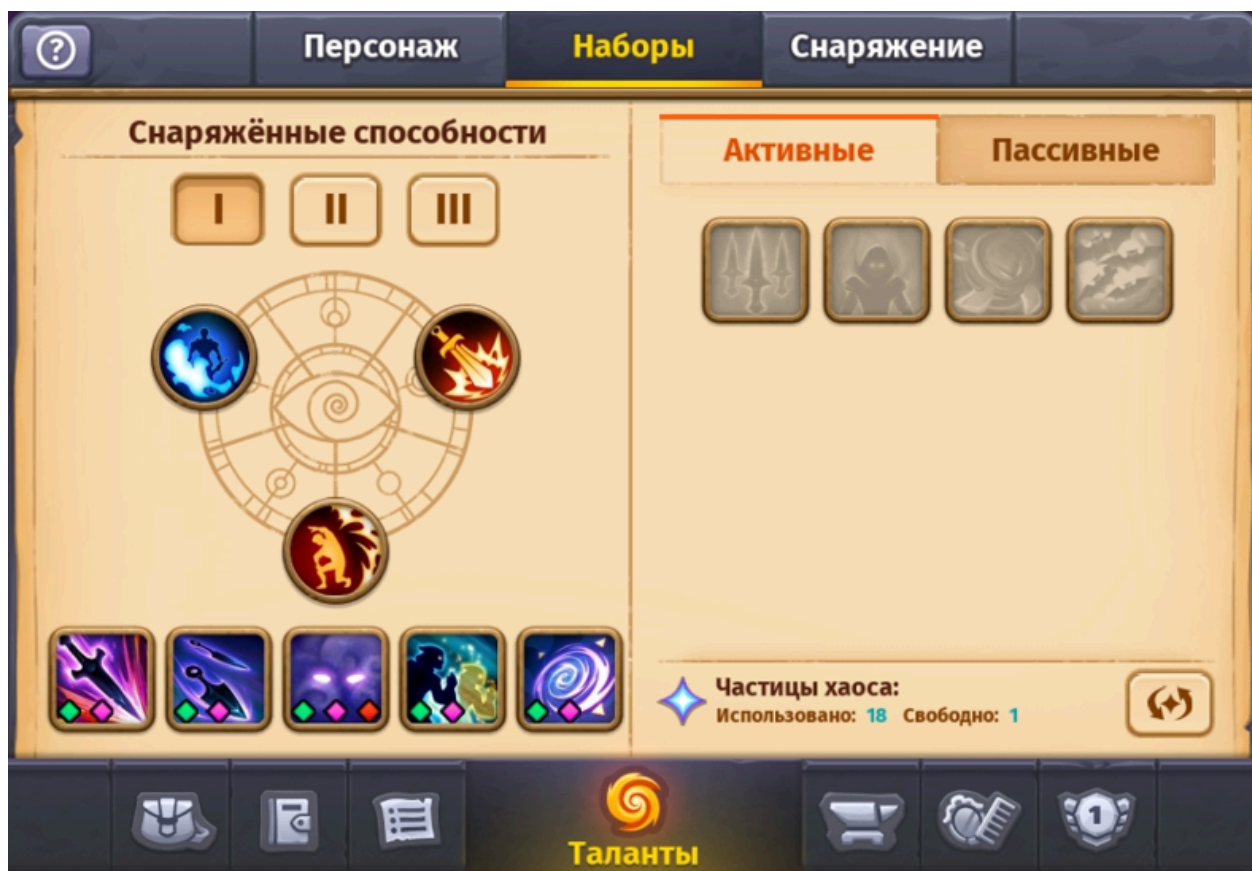 ?
Персонаж
Наборы
Снаряжение
Снаряжённые способности
I
II
III
Активные
Пассивные
Частицы хаоса:
Использовано: 18 Свободно: 1
Таланты
1